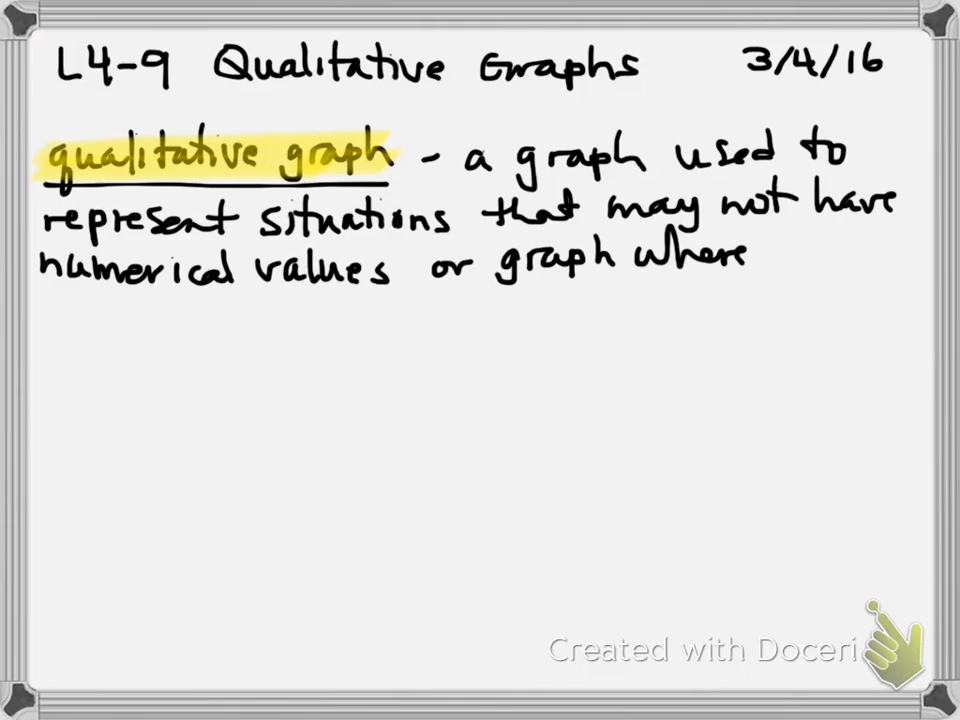 L4-9 Qualitative Graphs 3/4/16
qualitative graph - a graph used to
represent situations that may not have
numerical values or graph where
Created with Doceri